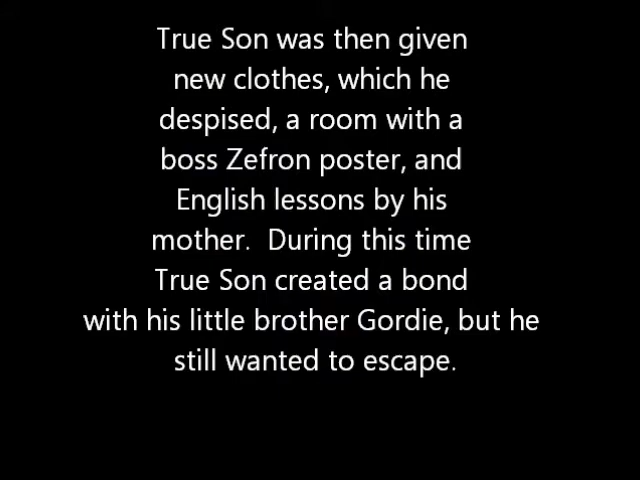 True Son was then given
new clothes, which he
despised, a room with a
boss Zefron poster, and
English lessons by his
mother.  During this time
True Son created a bond
with his little brother Gordie, but he
still wanted to escape.